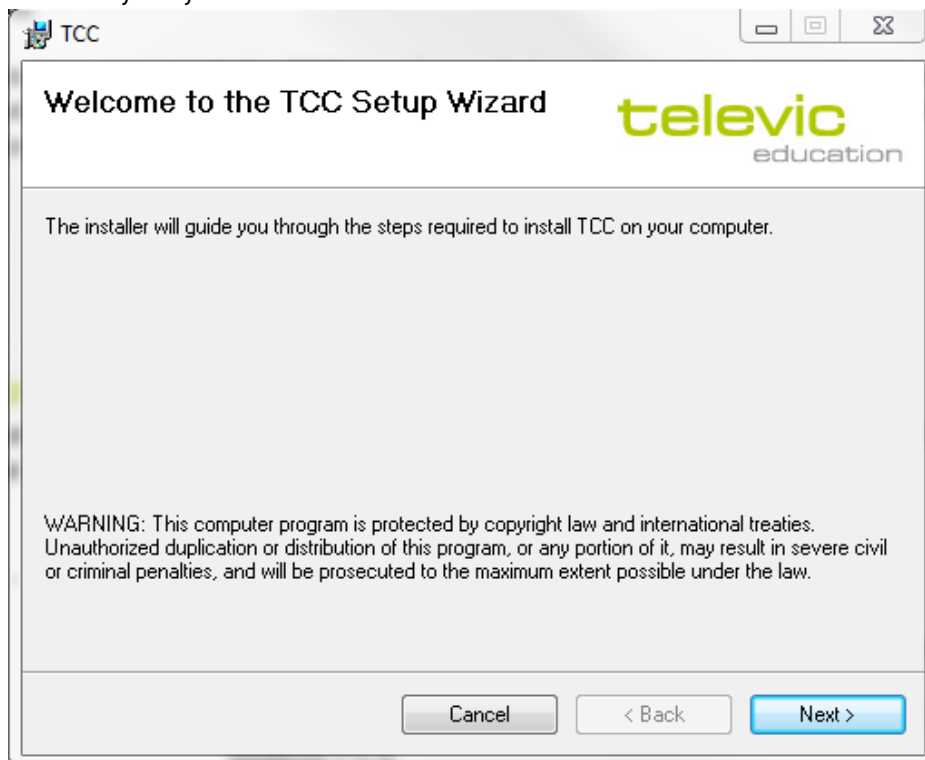 TCC
Welcome to the TCC Setup Wizard
televic
education
The installer will guide you through the steps required to install TCC on your computer.
WARNING: This computer program is protected by copyright law and international treaties.
Unauthorized duplication or distribution of this program, or any portion of it, may result in severe civil
or criminal penalties, and will be prosecuted to the maximum extent possible under the law.
Cancel
< Back
Next >